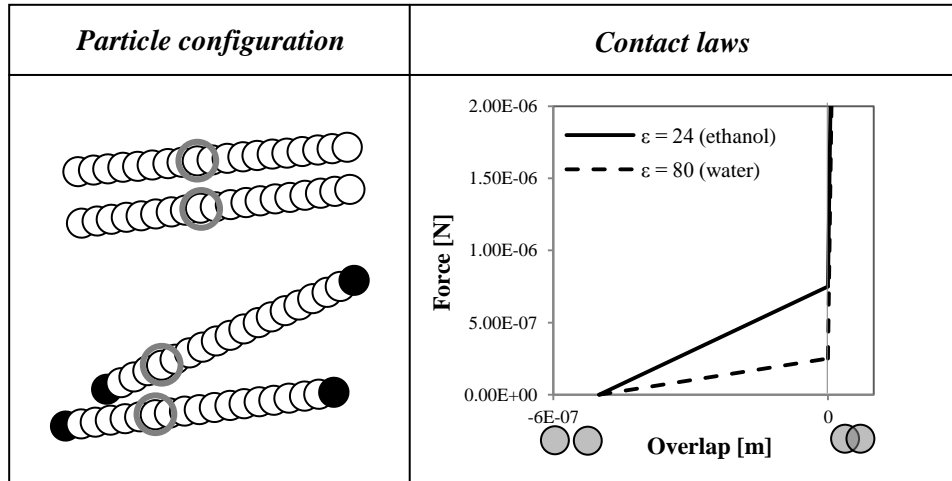 Particle configuration
Contact laws
2.00E-06
1.50E-06
1.00E-06
5.00E-07
0.00E+00
Force [N]
ε = 24 (ethanol)
ε = 80 (water)
-6E-07
0
Overlap [m]